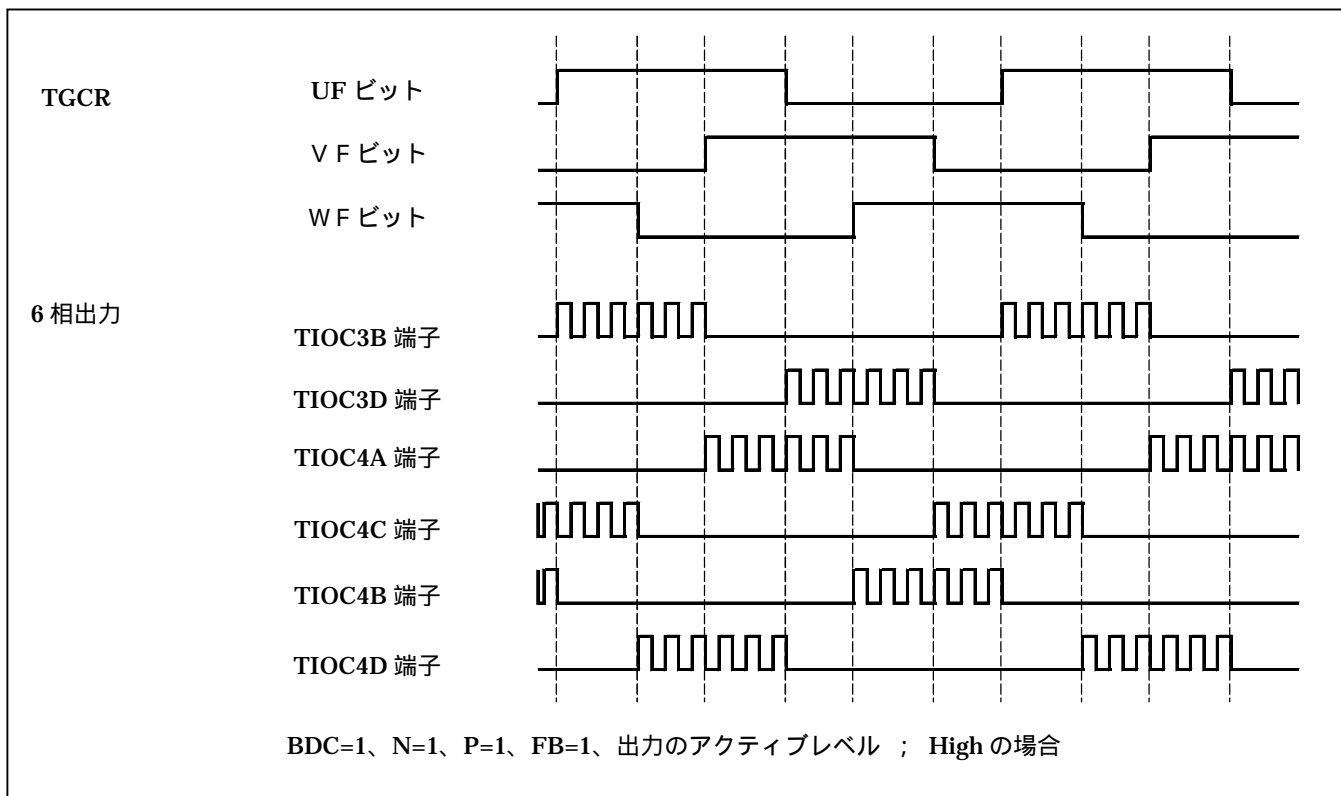 TGCR
UF ビット
ＶＦビット
ＷＦビット
6 相出力
TIOC3B 端子
TIOC3D 端子
TIOC4A 端子
TIOC4C 端子
TIOC4B 端子
TIOC4D 端子
BDC=1、N=1、P=1、FB=1、出力のアクティブレベル ； High の場合